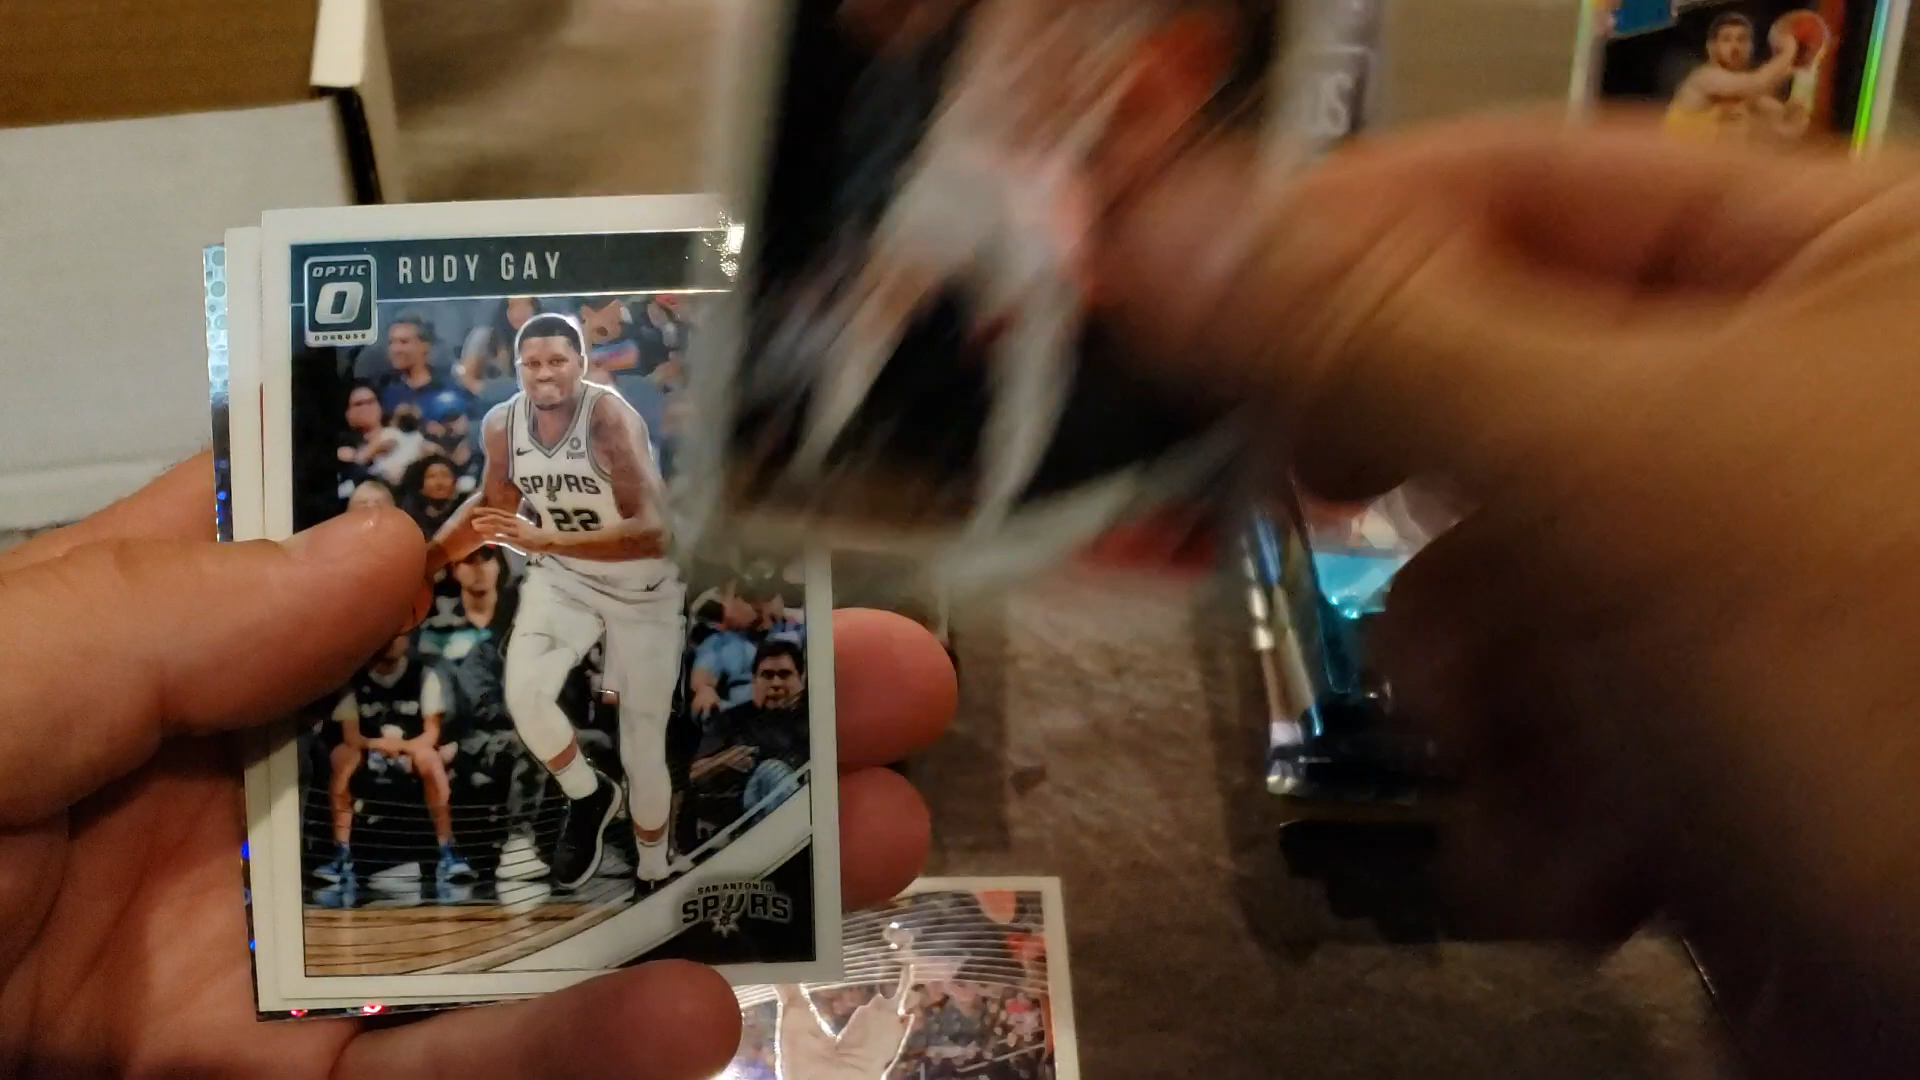 RUDY GAY
OPTIC
DONRUSS
SPURS
22
SAN ANTONIO
SPURS